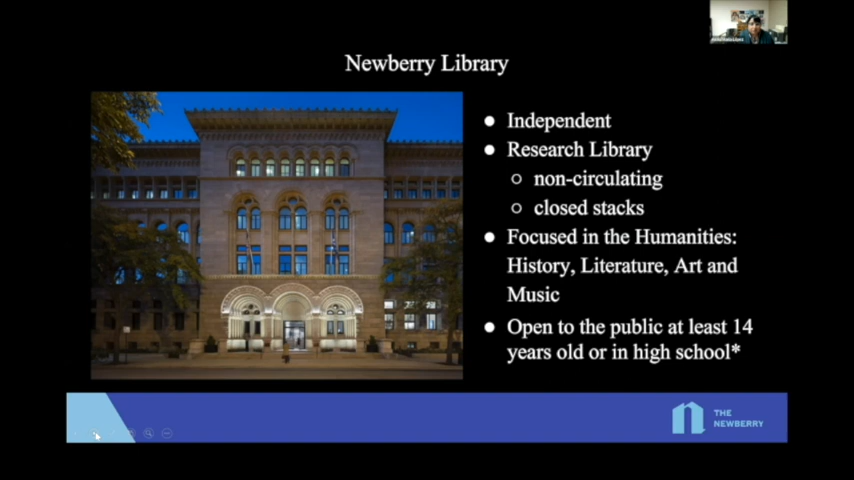 Newberry Library
● Independent
● Research Library
○ non-circulating
○ closed stacks
● Focused in the Humanities:
History, Literature, Art and
Music
● Open to the public at least 14
years old or in high school*
THE
NEWBERRY